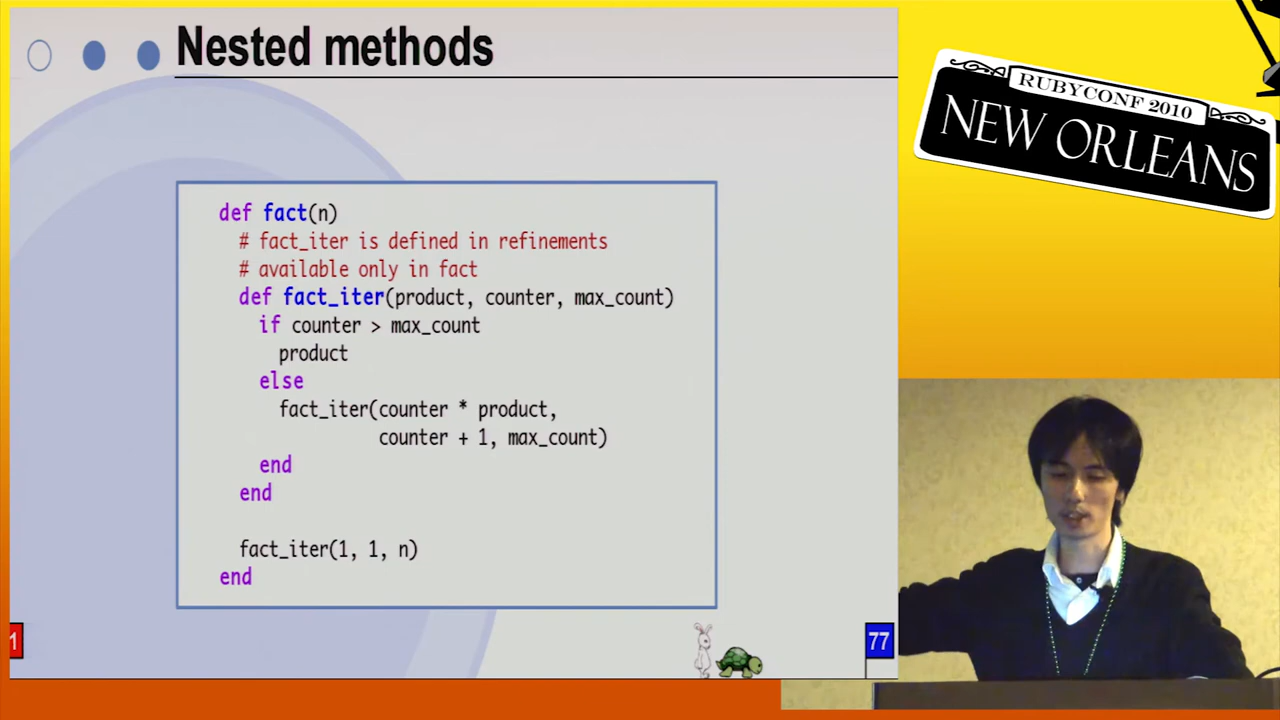 Nested methods
def fact(n)
# fact_iter is defined in refinements
# available only in fact
def fact_iter(product, counter, max_count)
if counter > max_count
product
else
fact_iter(counter * product,
counter + 1, max_count)
end
end
fact_iter(1, 1, n)
end
1
77
RUBYCONF 2010
NEW ORLEANS